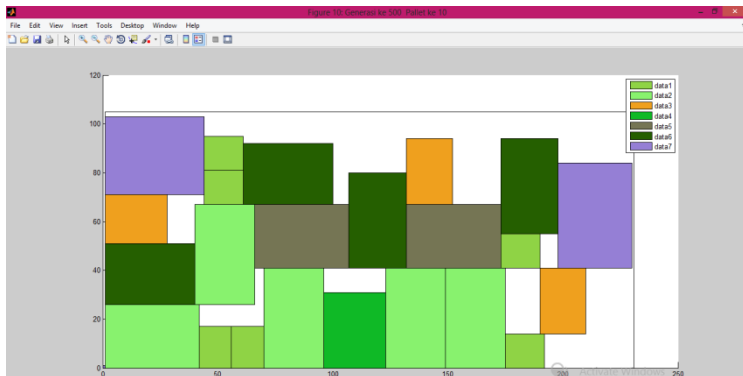 Figure 10: Generasi ke 500 Pallet ke 10
File Edit View Insert Tools Desktop Window Help
120
100
80
60
40
20
0
0 50 100 150 200 250
data1
data2
data3
data4
data5
data6
data7
Activate Windows